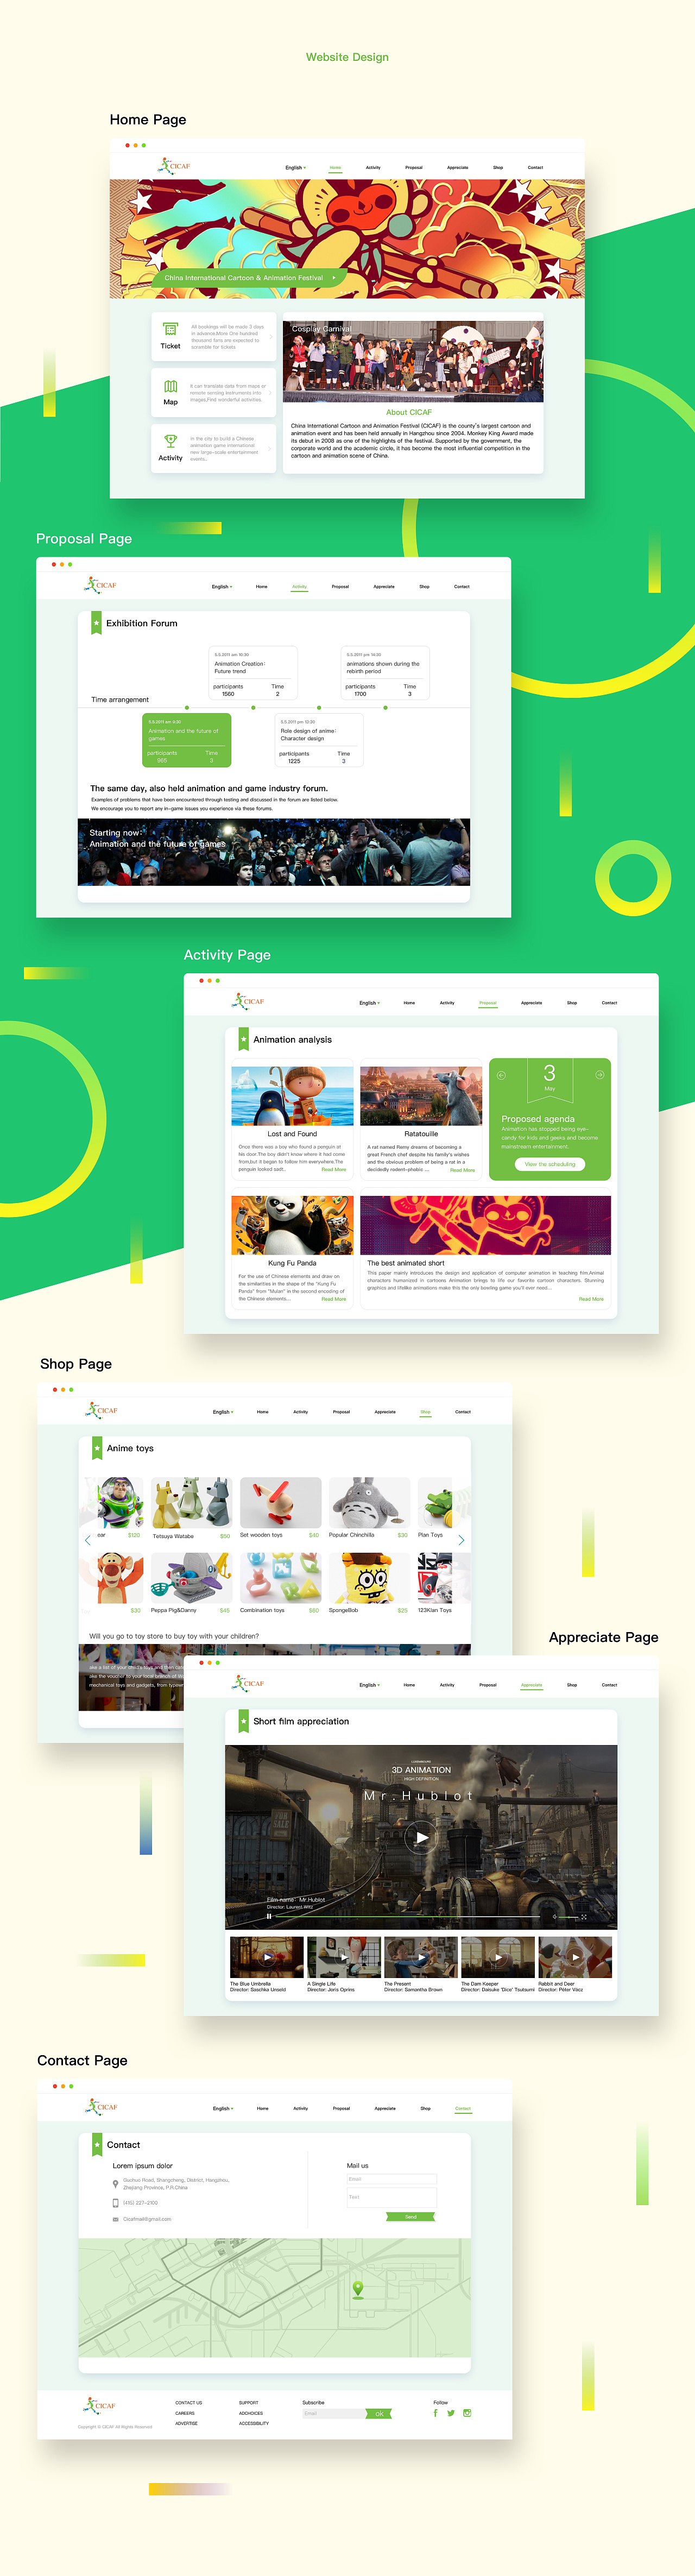 Website Design
Home Page
CICAF
English
Home
Activity
Proposal
Appreciate
Shop
Contact
China International Cartoon & Animation Festival
Ticket
All bookings will be made 3 days
in advance.More One hundred
thousand fans are expected to
scramble for tickets
Map
It can translate data from maps or
remote sensing instruments into
images,Find wonderful activities.
Activity
In the city to build a Chinese
animation game international
new large-scale entertainment
events..
Cosplay Carnival
About CICAF
China International Cartoon and Animation Festival (CICAF) is the county's largest cartoon and
animation event and has been held annually in Hangzhou since 2004. Monkey King Award made
its debut in 2008 as one of the highlights of the festival. Supported by the government, the
corporate world and the academic circle, it has become the most influential competition in the
cartoon and animation scene of China.
Proposal Page
CICAF
English
Home
Activity
Proposal
Appreciate
Shop
Contact
Exhibition Forum
5.5.2011 am 10:30
Animation Creation:
Future trend
participants
Time
1560
2
5.5.2011 pm 14:30
animations shown during the
rebirth period
participants
Time
1700
3
Time arrangement
5.5.2011 am 9:30
Animation and the future of
games
participants
Time
965
3
5.5.2011 pm 13:30
Role design of anime:
Character design
participants
Time
1225
3
The same day, also held animation and game industry forum.
Examples of problems that have been encountered through testing and discussed in the forum are listed below.
We encourage you to report any in-game issues you experience via these forums.
Starting now:
Animation and the future of games
Activity Page
CICAF
English
Home
Activity
Proposal
Appreciate
Shop
Contact
Animation analysis
Lost and Found
Once there was a boy who found a penguin at
his door.The boy didn't know where it had come
from,but it began to follow him everywhere.The
penguin looked sad!..
Read More
Ratatouille
A rat named Remy dreams of becoming a
great French chef despite his family's wishes
and the obvious problem of being a rat in a
decidedly rodent-phobic ...
Read More
3
May
Proposed agenda
Animation has stopped being eye-
candy for kids and geeks and become
mainstream entertainment.
View the scheduling
Kung Fu Panda
For the use of Chinese elements and draw on
the similarities in the shape of the "Kung Fu
Panda" from "Mulan" in the second encoding of
the Chinese elements...
Read More
The best animated short
This paper mainly introduces the design and application of computer animation in teaching film.Animal
characters humanized in cartoons Animation brings to life our favorite cartoon characters. Stunning
graphics and lifelike animations make this the only bowling game you'll ever need...
Read More
Shop Page
CICAF
English
Home
Activity
Proposal
Appreciate
Shop
Contact
Anime toys
ear
$120
Tetsuya Watabe
$50
Set wooden toys
$40
Popular Chinchilla
$30
Plan Toys
$30
Peppa Pig&Danny
$45
Combination toys
$60
SpongeBob
$25
123Klan Toys
Will you go to toy store to buy toy with your children?
Appreciate Page
CICAF
English
Home
Activity
Proposal
Appreciate
Shop
Contact
Short film appreciation
LUXEMBOURG
3D ANIMATION
HIGH DEFINITION
Mr.Hublot
Film name: Mr.Hublot
Director: Laurent Witz
The Blue Umbrella
Director: Saschka Unseld
A Single Life
Director: Joris Oprins
The Present
Director: Samantha Brown
The Dam Keeper
Director: Daisuke 'Dice' Tsutsumi
Rabbit and Deer
Director: Péter Vácz
Contact Page
CICAF
English
Home
Activity
Proposal
Appreciate
Shop
Contact
Contact
Lorem ipsum dolor
Guohuo Road, Shangcheng, District, Hangzhou,
Zhejiang Province, P.R.China
(415) 227-2100
Cicafmail@gmail.com
Mail us
Email
Text
Send
CICAF
Copyright © CICAF All Rights Reserved
CONTACT US
CAREERS
ADVERTISE
SUPPORT
ADCHOICES
ACCESSIBILITY
Subscribe
Email
ok
Follow